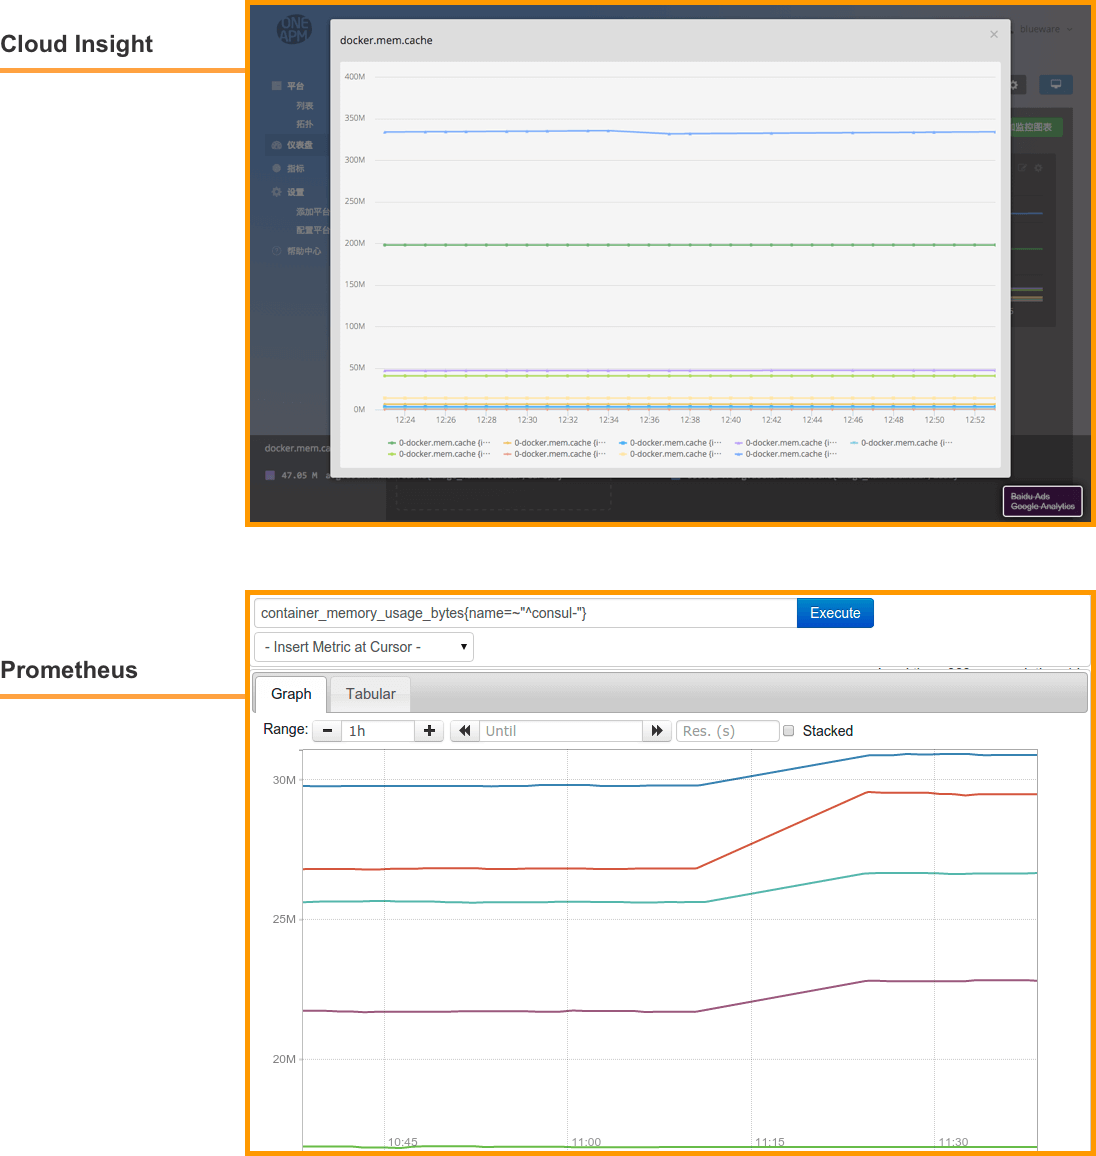 Cloud Insight
ONE
APM
blueware
docker.mem.cache
×
平台
列表
拓扑
仪表盘
指标
设置
添加平台
配置平台
帮助中心
监控图表
400M
350M
300M
250M
200M
150M
100M
50M
0M
12:24 12:26 12:28 12:30 12:32 12:34 12:36 12:38 12:40 12:42 12:44 12:46 12:48 12:50 12:52
0-docker.mem.cache {i··· 0-docker.mem.cache {i··· 0-docker.mem.cache {i··· 0-docker.mem.cache {i··· 0-docker.mem.cache {i···
0-docker.mem.cache {i··· 0-docker.mem.cache {i··· 0-docker.mem.cache {i··· 0-docker.mem.cache {i···
docker.mem.ca
47.05 M
Baidu Ads
Google Analytics
Prometheus
container_memory_usage_bytes{name=~"^consul-"}
Execute
- Insert Metric at Cursor -
Graph Tabular
Range: − 1h + Until Res. (s) Stacked
30M
25M
20M
10:45 11:00 11:15 11:30